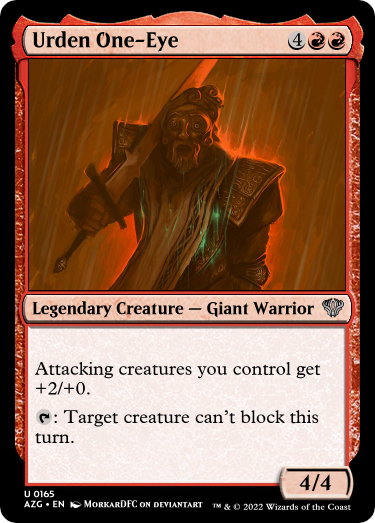 Urden One-Eye 4
Legendary Creature — Giant Warrior
Attacking creatures you control get
+2/+0.
: Target creature can't block this
turn.
4/4
U 0165
AZG • EN MorkarDFC on deviantart ™ & © 2022 Wizards of the Coast